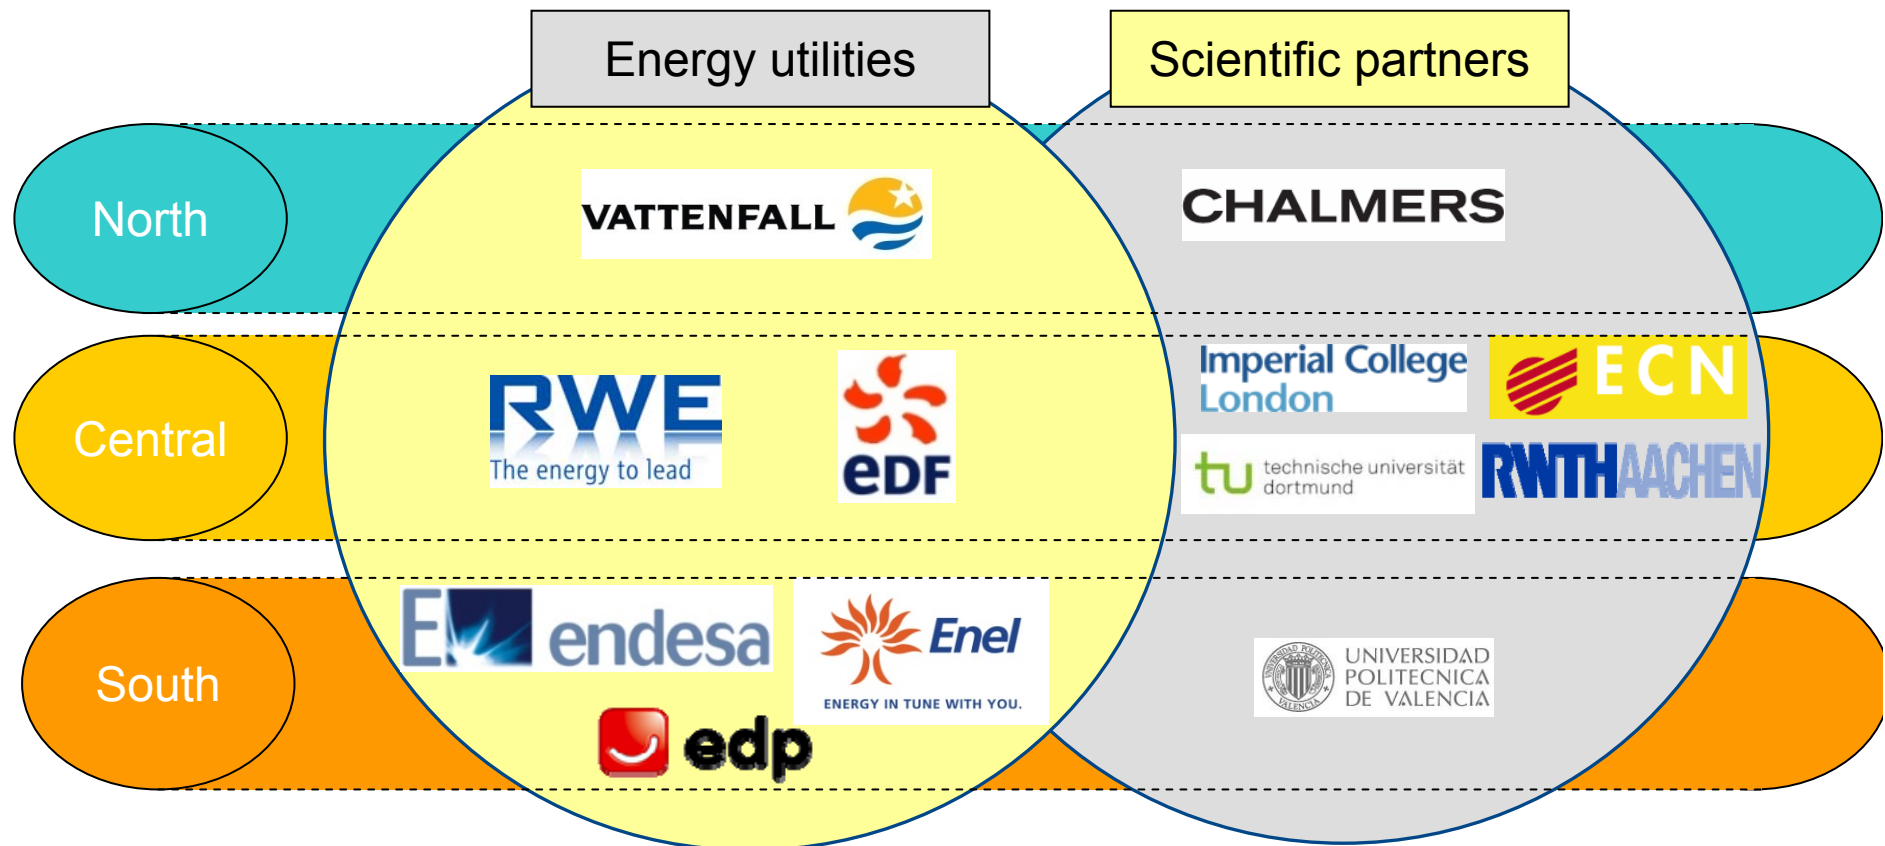 Energy utilities
Scientific partners
North
VATTENFALL
CHALMERS
Central
RWE
The energy to lead
eDF
Imperial College
London
ECN
tu technische universität
dortmund
RWTHAACHEN
South
endesa
Enel
ENERGY IN TUNE WITH YOU.
edp
UNIVERSIDAD
POLITECNICA
DE VALENCIA